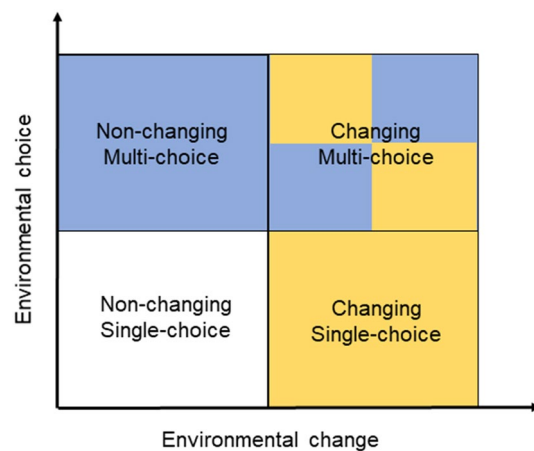 Environmental choice
Non-changing
Multi-choice
Changing
Multi-choice
Non-changing
Single-choice
Changing
Single-choice
Environmental change